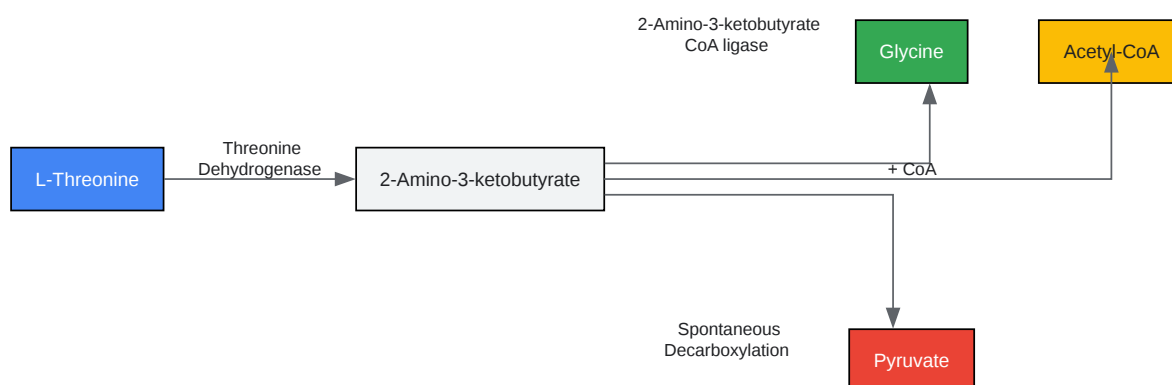 2-Amino-3-ketobutyrate
CoA ligase
Glycine
Acetyl-CoA
Threonine
Dehydrogenase
L-Threonine
2-Amino-3-ketobutyrate
+ CoA
Spontaneous
Decarboxylation
Pyruvate